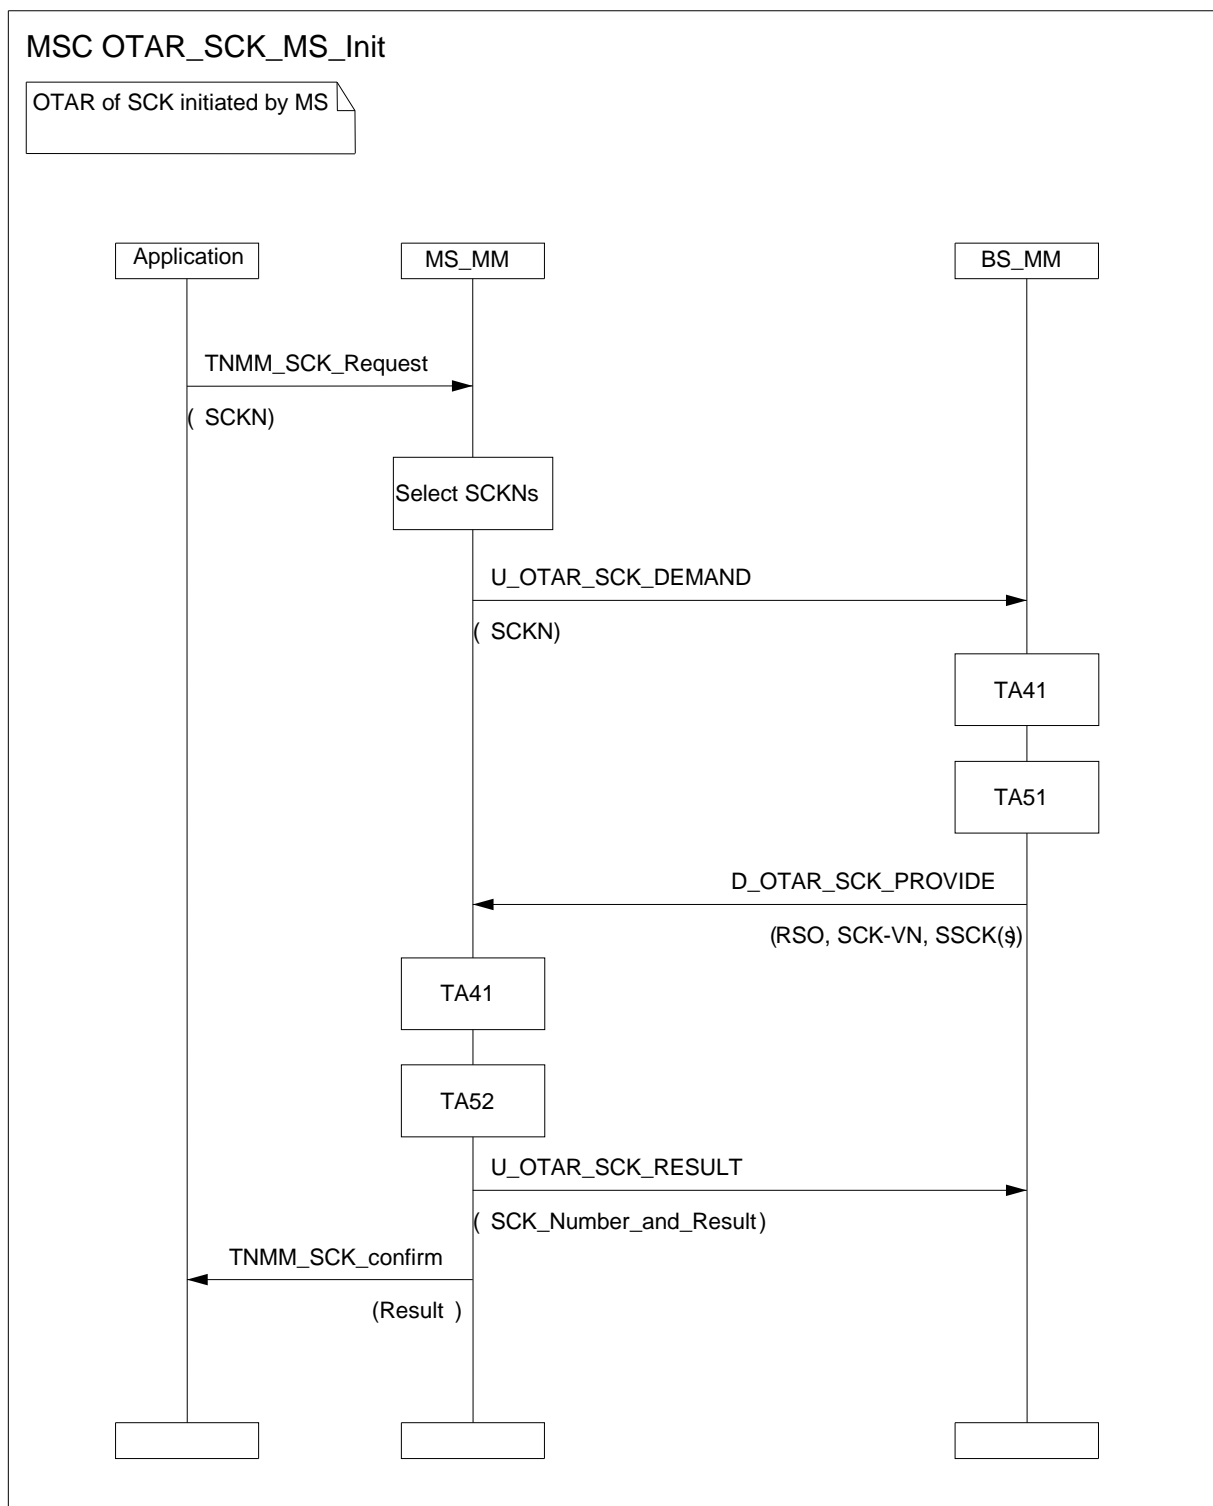 MSC OTAR_SCK_MS_Init
OTAR of SCK initiated by MS
Application
MS_MM
BS_MM
TNMM_SCK_Request
( SCKN)
Select SCKNs
U_OTAR_SCK_DEMAND
( SCKN)
TA41
TA51
D_OTAR_SCK_PROVIDE
(RSO, SCK-VN, SSCK(s))
TA41
TA52
U_OTAR_SCK_RESULT
( SCK_Number_and_Result)
TNMM_SCK_confirm
(Result )